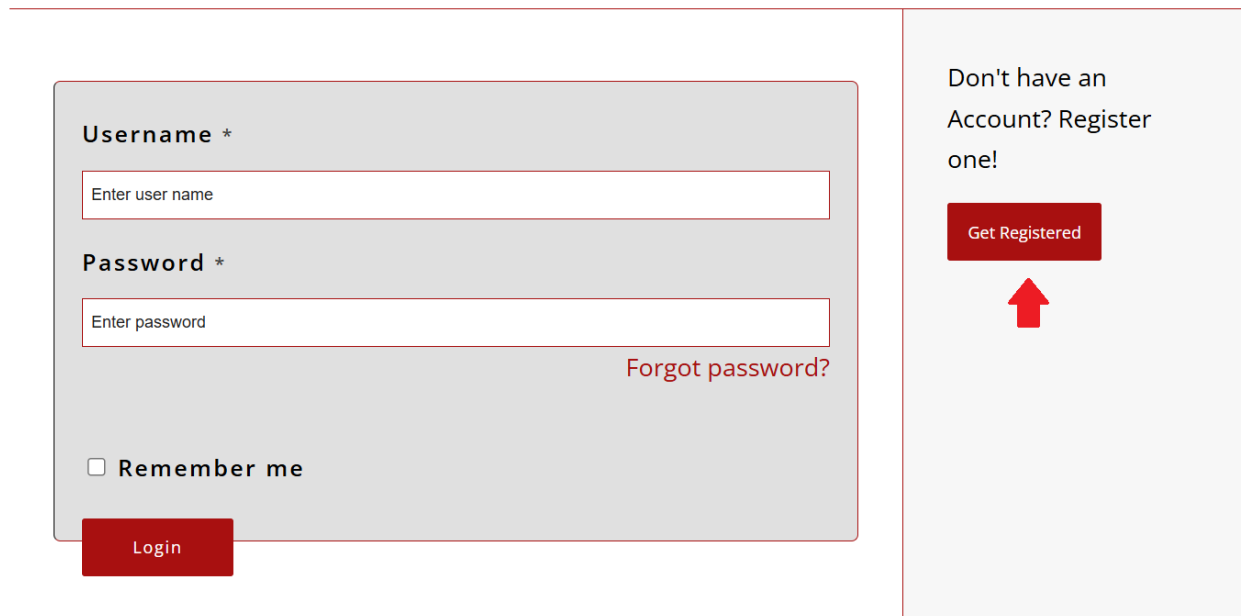 Username *
Enter user name
Password *
Enter password
Forgot password?
Remember me
Login
Don't have an
Account? Register
one!
Get Registered